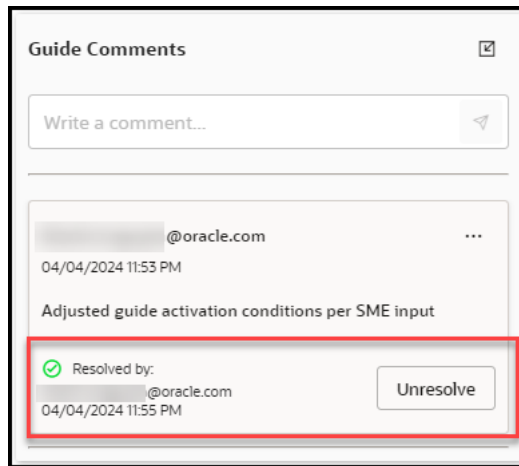 Guide Comments
Write a comment...
@oracle.com
04/04/2024 11:53 PM
Adjusted guide activation conditions per SME input
Resolved by:
@oracle.com
04/04/2024 11:55 PM
Unresolve